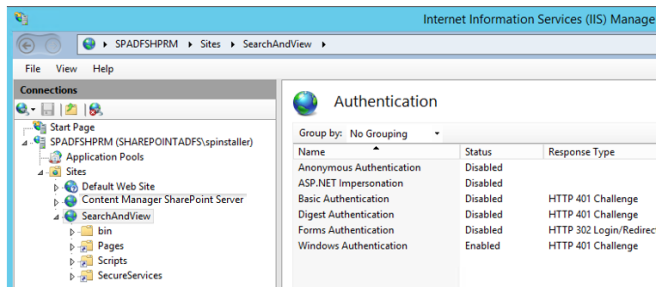 Internet Information Services (IIS) Manage
SPADFSHPRM Sites SearchAndView
File View Help
Connections
Start Page
SPADFSHPRM (SHAREPOINTADFS\spinstaller)
Application Pools
Sites
Default Web Site
Content Manager SharePoint Server
SearchAndView
bin
Pages
Scripts
SecureServices
Authentication
Group by: No Grouping
Name Status Response Type
Anonymous Authentication Disabled
ASP.NET Impersonation Disabled
Basic Authentication Disabled HTTP 401 Challenge
Digest Authentication Disabled HTTP 401 Challenge
Forms Authentication Disabled HTTP 302 Login/Redirec
Windows Authentication Enabled HTTP 401 Challenge